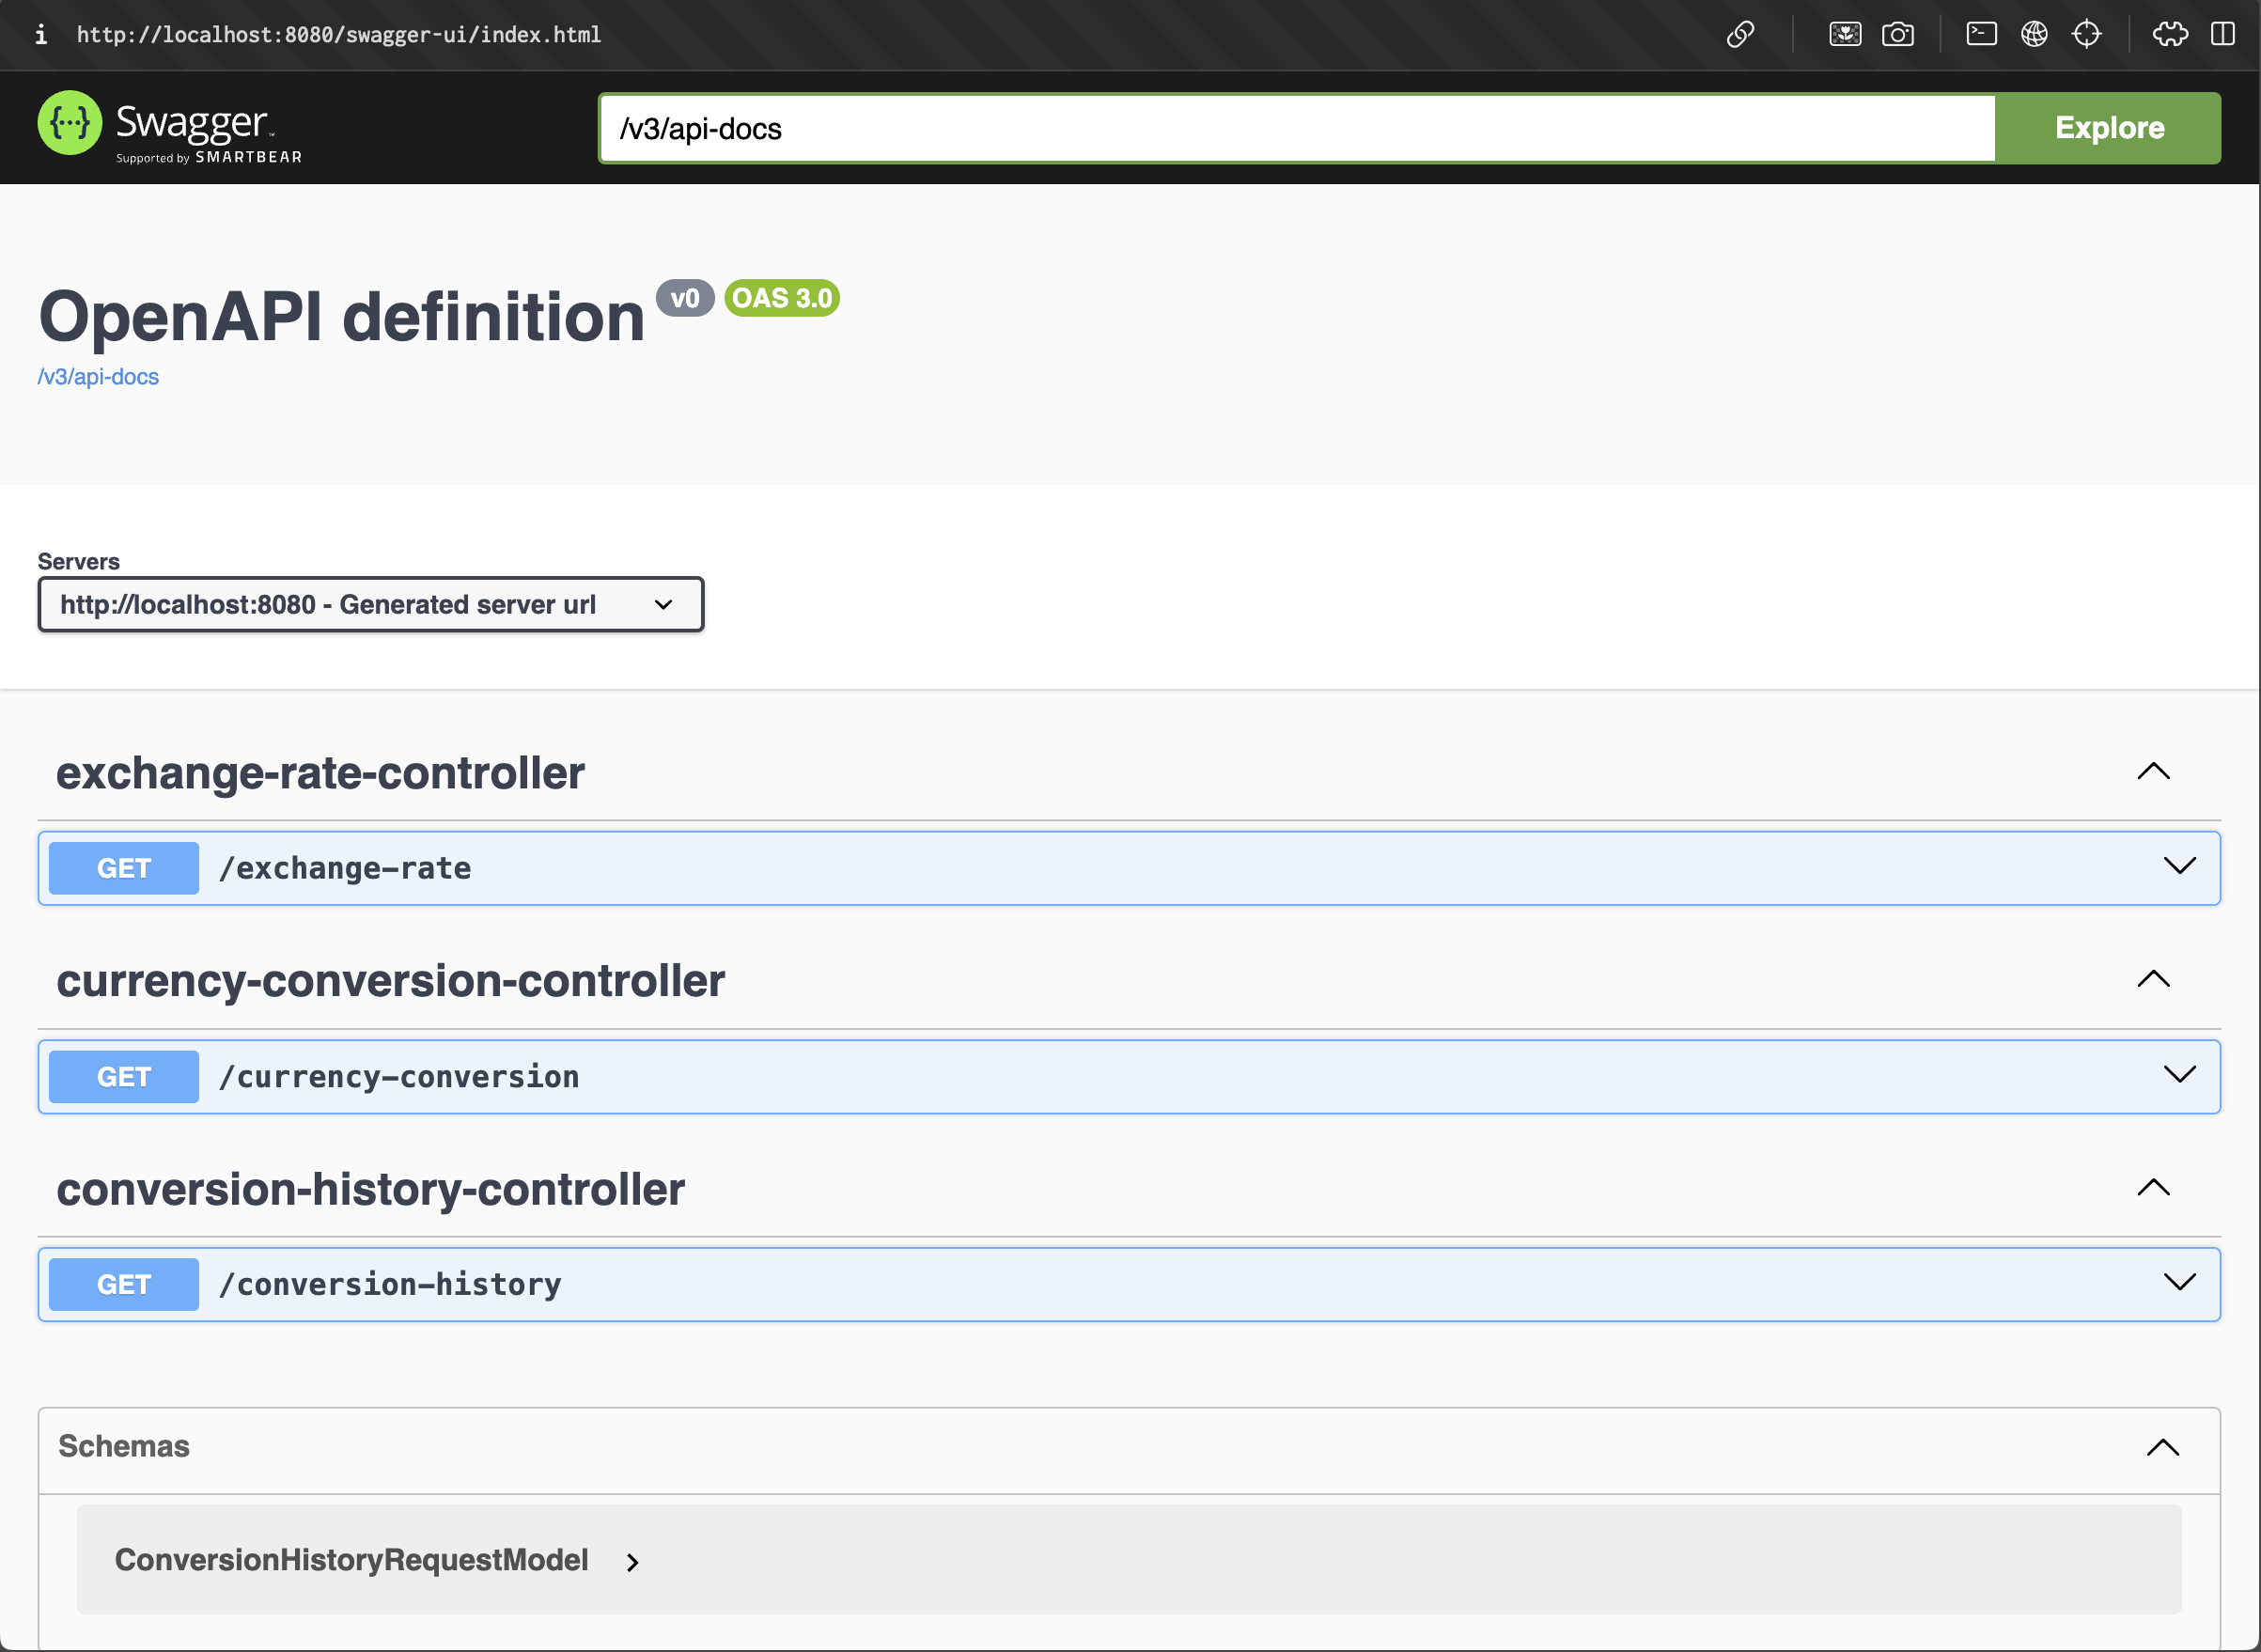 http://localhost:8080/swagger-ui/index.html
{···} Swagger™
Supported by SMARTBEAR
/v3/api-docs
Explore
OpenAPI definition v0 OAS 3.0
/v3/api-docs
Servers
http://localhost:8080 - Generated server url
exchange-rate-controller
GET /exchange-rate
currency-conversion-controller
GET /currency-conversion
conversion-history-controller
GET /conversion-history
Schemas
ConversionHistoryRequestModel